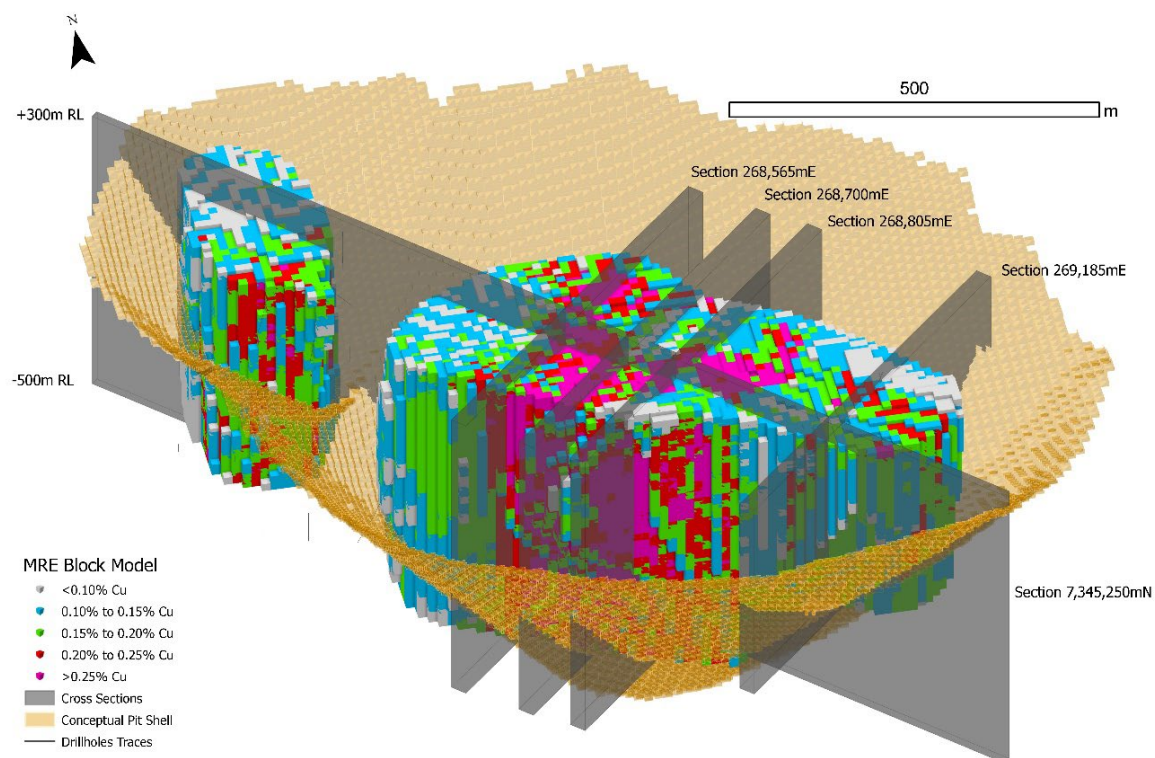 N
+300m RL
500
m
Section 268,565mE
Section 268,700mE
Section 268,805mE
Section 269,185mE
-500m RL
Section 7,345,250mN
MRE Block Model
<0.10% Cu
0.10% to 0.15% Cu
0.15% to 0.20% Cu
0.20% to 0.25% Cu
>0.25% Cu
Cross Sections
Conceptual Pit Shell
Drillholes Traces